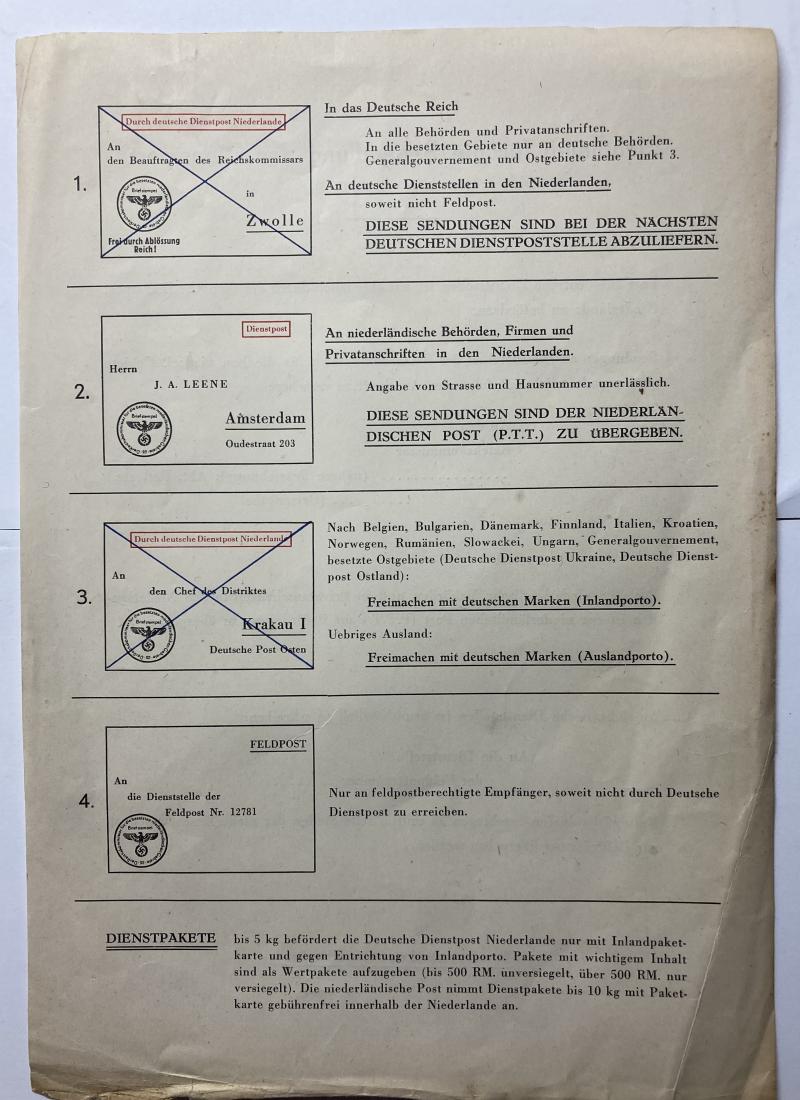 1.
Durch deutsche Dienstpost Niederlande
An
den Beauftragten des Reichskommissars
in
Zwolle
Briefstempel
Frei durch Ablösung
Reich!
In das Deutsche Reich
An alle Behörden und Privatanschriften.
In die besetzten Gebiete nur an deutsche Behörden.
Generalgouvernement und Ostgebiete siehe Punkt 3.
An deutsche Dienststellen in den Niederlanden,
soweit nicht Feldpost.
DIESE SENDUNGEN SIND BEI DER NÄCHSTEN
DEUTSCHEN DIENSTPOSTSTELLE ABZULIEFERN.
2.
Dienstpost
Herrn
J. A. LEENE
Briefstempel
Amsterdam
Oudestraat 203
An niederländische Behörden, Firmen und
Privatanschriften in den Niederlanden.
Angabe von Strasse und Hausnummer unerlässlich.
DIESE SENDUNGEN SIND DER NIEDERLÄN-
DISCHEN POST (P.T.T.) ZU ÜBERGEBEN.
3.
Durch deutsche Dienstpost Niederlande
An
den Chef des Distriktes
Briefstempel
Krakau I
Deutsche Post Osten
Nach Belgien, Bulgarien, Dänemark, Finnland, Italien, Kroatien,
Norwegen, Rumänien, Slowackei, Ungarn, Generalgouvernement,
besetzte Ostgebiete (Deutsche Dienstpost Ukraine, Deutsche Dienst-
post Ostland):
Freimachen mit deutschen Marken (Inlandporto).
Uebriges Ausland:
Freimachen mit deutschen Marken (Auslandporto).
4.
FELDPOST
An
die Dienststelle der
Feldpost Nr. 12781
Briefstempel
Nur an feldpostberechtigte Empfänger, soweit nicht durch Deutsche
Dienstpost zu erreichen.
DIENSTPAKETE
bis 5 kg befördert die Deutsche Dienstpost Niederlande nur mit Inlandpaket-
karte und gegen Entrichtung von Inlandporto. Pakete mit wichtigem Inhalt
sind als Wertpakete aufzugeben (bis 500 RM. unversiegelt, über 500 RM. nur
versiegelt). Die niederländische Post nimmt Dienstpakete bis 10 kg mit Paket-
karte gebührenfrei innerhalb der Niederlande an.